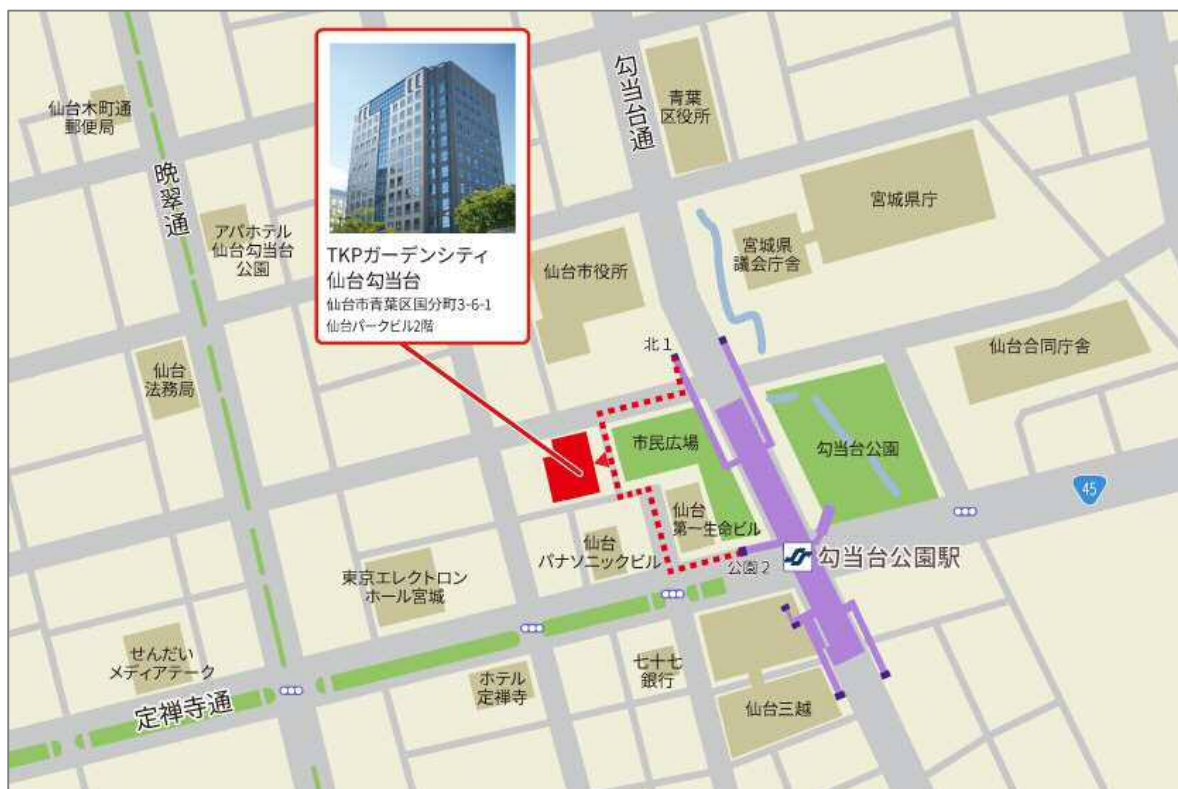 仙台木町通
郵便局
晩翠通
アパホテル
仙台勾当台
公園
仙台
法務局
TKPガーデンシティ
仙台勾当台
仙台市青葉区国分町3-6-1
仙台パークビル2階
勾当台通
青葉
区役所
宮城県庁
宮城県
議会庁舎
仙台市役所
北1
仙台合同庁舎
市民広場
勾当台公園
45
仙台
第一生命ビル
仙台
パナソニックビル
公園2
勾当台公園駅
東京エレクトロン
ホール宮城
せんだい
メディアテーク
定禅寺通
ホテル
定禅寺
七十七
銀行
仙台三越